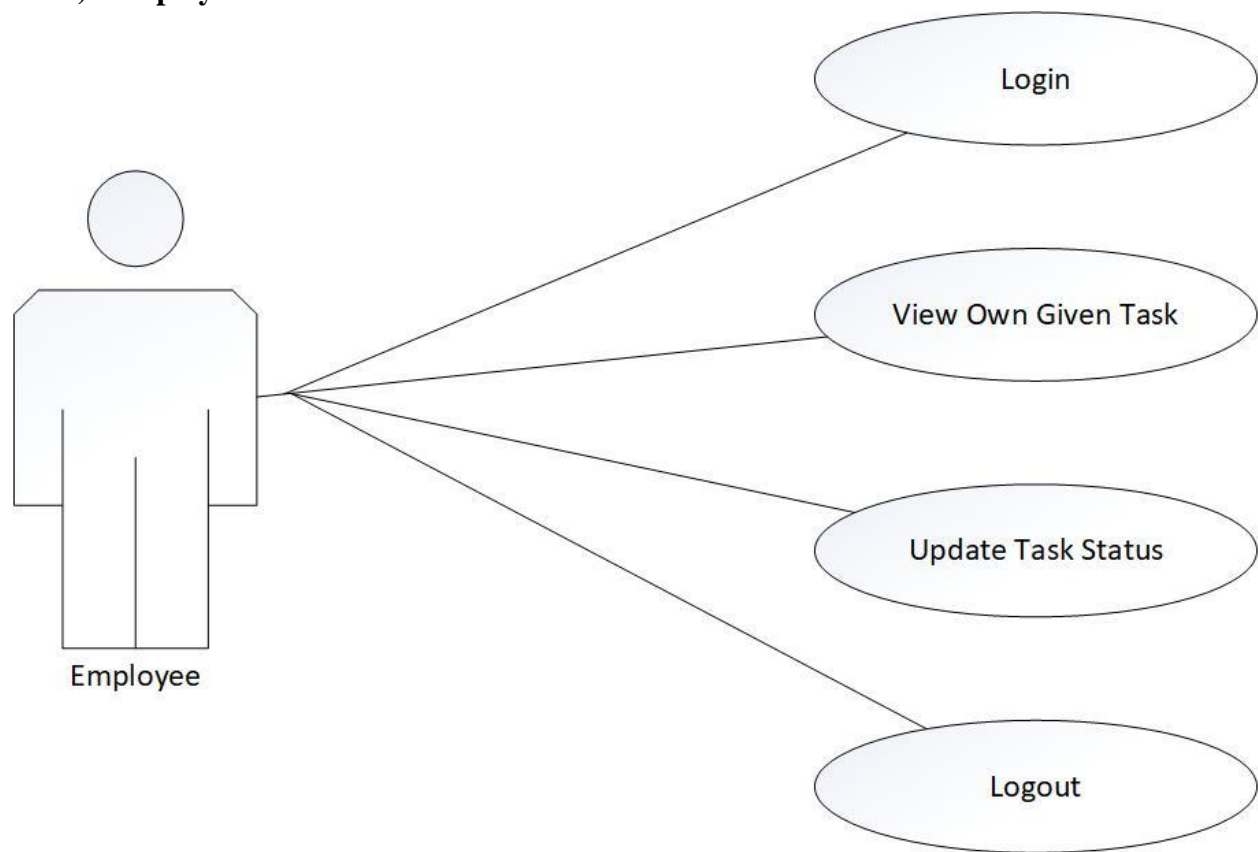 Login
View Own Given Task
Update Task Status
Employee
Logout